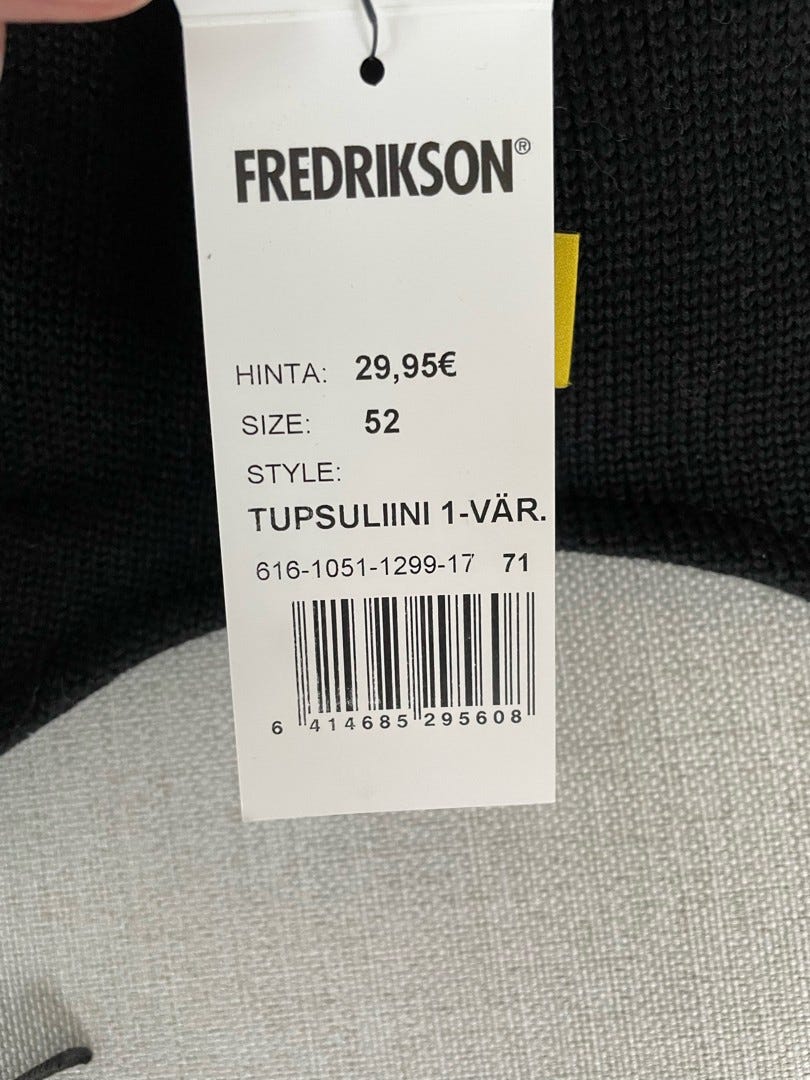 FREDRIKSON®
HINTA: 29,95€
SIZE: 52
STYLE:
TUPSULIINI 1-VÄR.
616-1051-1299-17 71
6 414685 295608